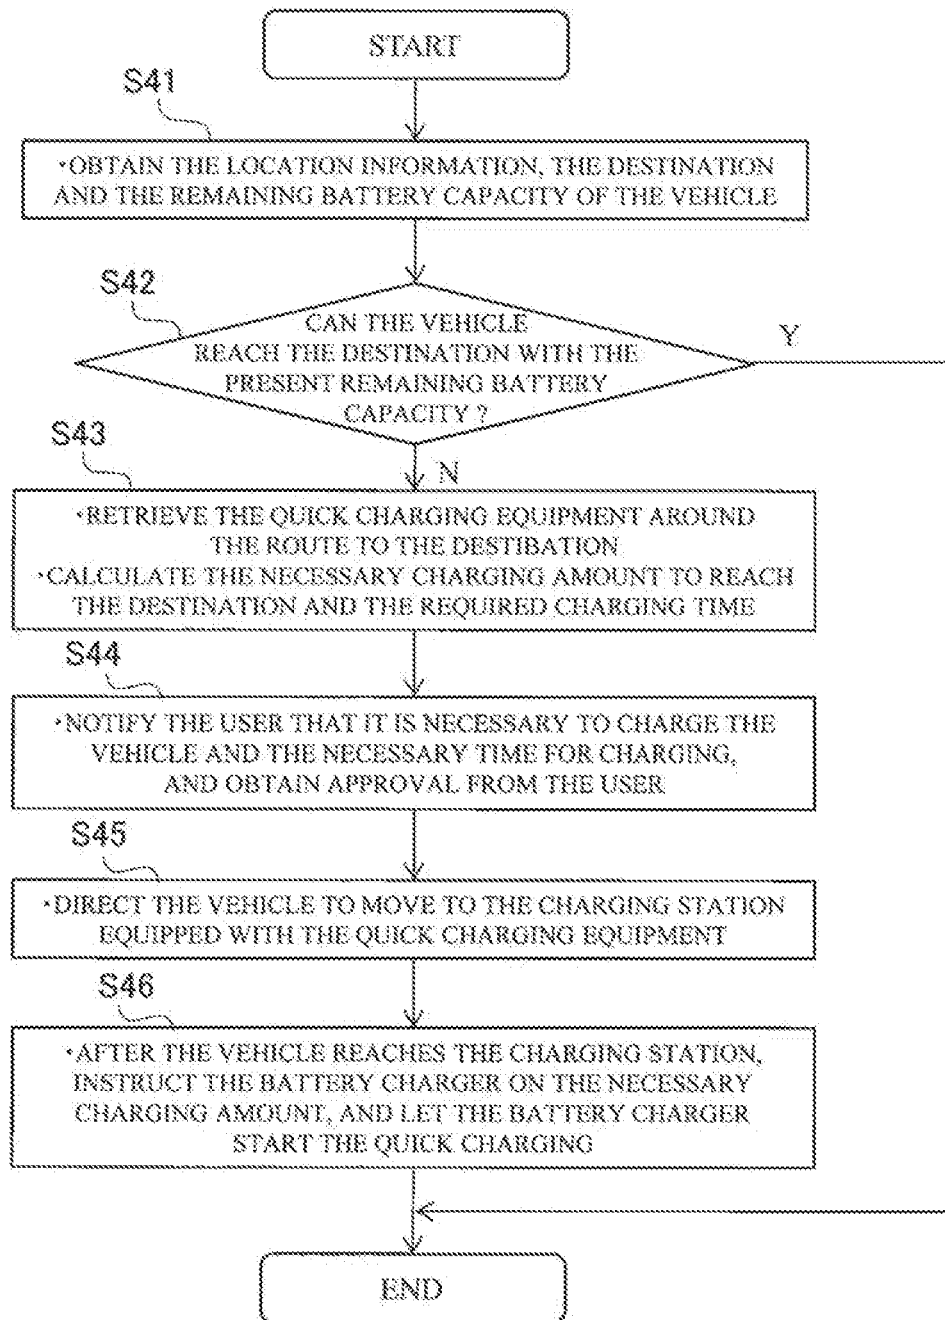 START
S41
・OBTAIN THE LOCATION INFORMATION, THE DESTINATION
AND THE REMAINING BATTERY CAPACITY OF THE VEHICLE
S42
CAN THE VEHICLE
REACH THE DESTINATION WITH THE
PRESENT REMAINING BATTERY
CAPACITY ?
Y
N
S43
・RETRIEVE THE QUICK CHARGING EQUIPMENT AROUND
THE ROUTE TO THE DESTIBATION
・CALCULATE THE NECESSARY CHARGING AMOUNT TO REACH
THE DESTINATION AND THE REQUIRED CHARGING TIME
S44
・NOTIFY THE USER THAT IT IS NECESSARY TO CHARGE THE
VEHICLE AND THE NECESSARY TIME FOR CHARGING,
AND OBTAIN APPROVAL FROM THE USER
S45
・DIRECT THE VEHICLE TO MOVE TO THE CHARGING STATION
EQUIPPED WITH THE QUICK CHARGING EQUIPMENT
S46
・AFTER THE VEHICLE REACHES THE CHARGING STATION,
INSTRUCT THE BATTERY CHARGER ON THE NECESSARY
CHARGING AMOUNT, AND LET THE BATTERY CHARGER
START THE QUICK CHARGING
END